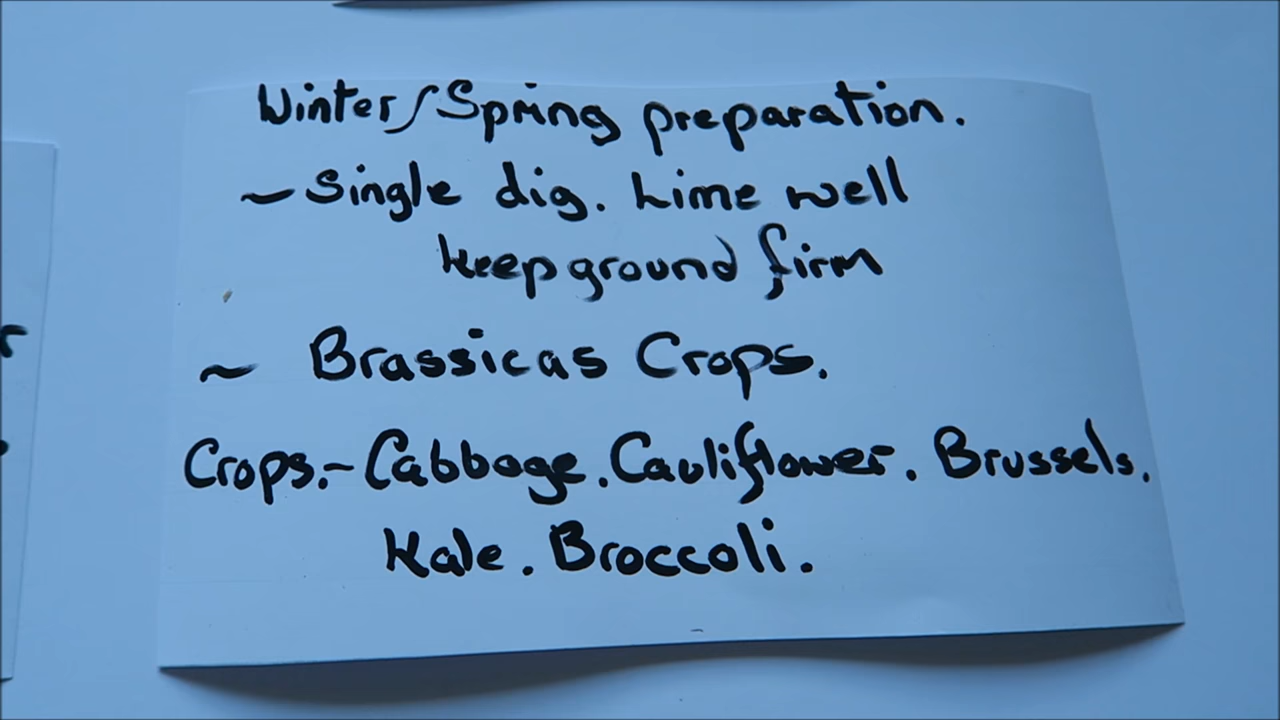 Winter/Spring preparation.
~Single dig. Lime well
keep ground firm
~ Brassicas Crops.
Crops.~Cabbage.Cauliflower. Brussels.
Kale. Broccoli.